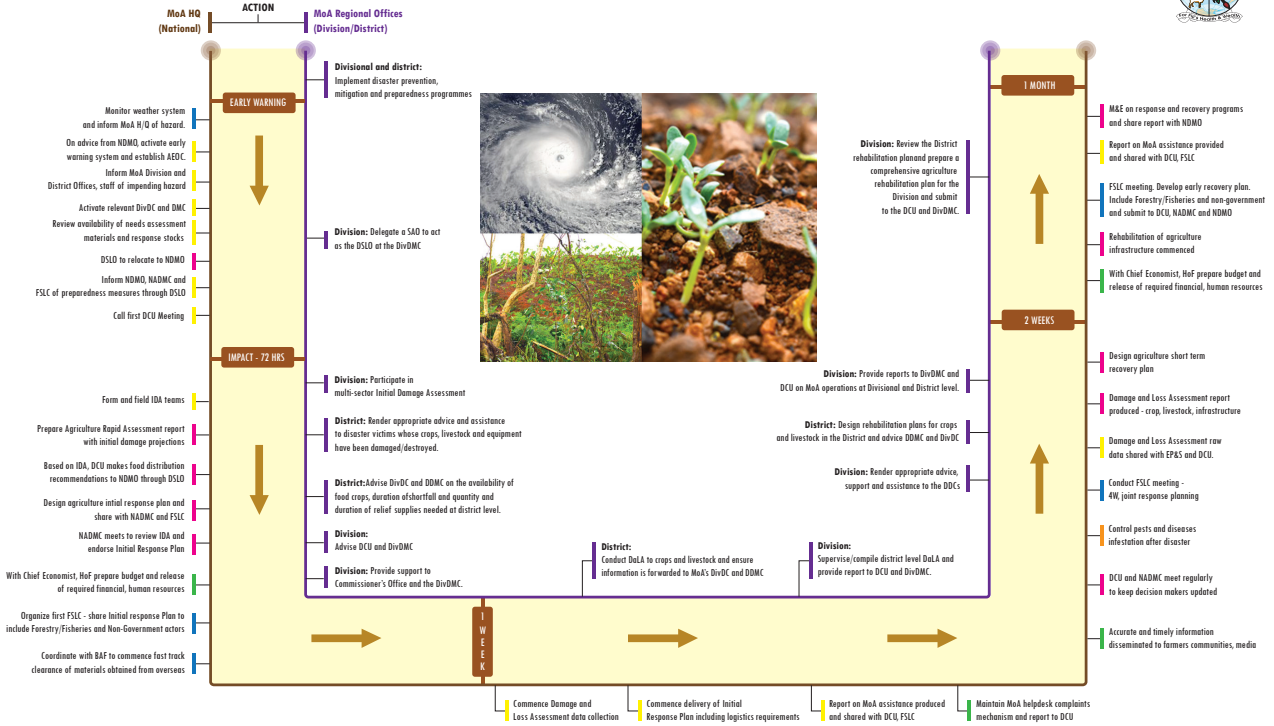 ACTION
MoA HQ
(National)
MoA Regional Offices
(Division/District)
For Fiji's Health & Wealth
EARLY WARNING
Monitor weather system
and inform MoA H/Q of hazard.
On advice from NDMO, activate early
warning system and establish AEOC.
Inform MoA Division and
District Offices, staff of impending hazard
Activate relevant DivDC and DMC
Review availability of needs assessment
materials and response stocks
DSLO to relocate to NDMO
Inform NDMO, NADMC and
FSLC of preparedness measures through DSLO
Call first DCU Meeting
Divisional and district:
Implement disaster prevention,
mitigation and preparedness programmes
Division: Delegate a SAO to act
as the DSLO at the DivDMC
IMPACT - 72 HRS
Form and field IDA teams
Prepare Agriculture Rapid Assessment report
with initial damage projections
Based on IDA, DCU makes food distribution
recommendations to NDMO through DSLO
Design agriculture intial response plan and
share with NADMC and FSLC
NADMC meets to review IDA and
endorse Initial Response Plan
With Chief Economist, HoF prepare budget and release
of required financial, human resources
Organize first FSLC - share Initial response Plan to
include Forestry/Fisheries and Non-Government actors
Coordinate with BAF to commence fast track
clearance of materials obtained from overseas
Division: Participate in
multi-sector Initial Damage Assessment
District: Render appropriate advice and assistance
to disaster victims whose crops, livestock and equipment
have been damaged/destroyed.
District:Advise DivDC and DDMC on the availability of
food crops, duration ofshortfall and quantity and
duration of relief supplies needed at district level.
Division:
Advise DCU and DivDMC
Division: Provide support to
Commissioner's Office and the DivDMC.
1
W
E
E
K
District:
Conduct DaLA to crops and livestock and ensure
information is forwarded to MoA's DivDC and DDMC
Division:
Supervise/compile district level DaLA and
provide report to DCU and DivDMC.
Commence Damage and
Loss Assessment data collection
Commence delivery of Initial
Response Plan including logistics requirements
Report on MoA assistance produced
and shared with DCU, FSLC
Maintain MoA helpdesk complaints
mechanism and report to DCU
2 WEEKS
Division: Provide reports to DivDMC and
DCU on MoA operations at Divisional and District level.
District: Design rehabilitation plans for crops
and livestock in the District and advice DDMC and DivDC
Division: Render appropriate advice,
support and assistance to the DDCs
Design agriculture short term
recovery plan
Damage and Loss Assessment report
produced - crop, livestock, infrastructure
Damage and Loss Assessment raw
data shared with EP&S and DCU.
Conduct FSLC meeting -
4W, joint response planning
Control pests and diseases
infestation after disaster
DCU and NADMC meet regularly
to keep decision makers updated
Accurate and timely information
disseminated to farmers communities, media
1 MONTH
Division: Review the District
rehabilitation planand prepare a
comprehensive agriculture
rehabilitation plan for the
Division and submit
to the DCU and DivDMC.
M&E on response and recovery programs
and share report with NDMO
Report on MoA assistance provided
and shared with DCU, FSLC
FSLC meeting. Develop early recovery plan.
Include Forestry/Fisheries and non-government
and submit to DCU, NADMC and NDMO
Rehabilitation of agriculture
infrastructure commenced
With Chief Economist, HoF prepare budget and
release of required financial, human resources